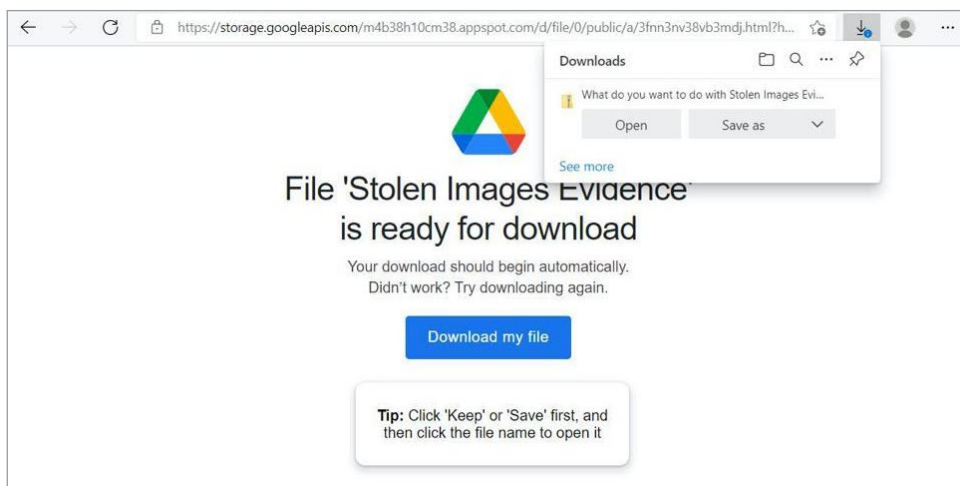 https://storage.googleapis.com/m4b38h10cm38.appspot.com/d/file/0/public/a/3fnn3nv38vb3mdj.html?h...
Downloads
What do you want to do with Stolen Images Evi...
Open
Save as
See more
File 'Stolen Images Evidence'
is ready for download
Your download should begin automatically.
Didn't work? Try downloading again.
Download my file
Tip: Click 'Keep' or 'Save' first, and
then click the file name to open it